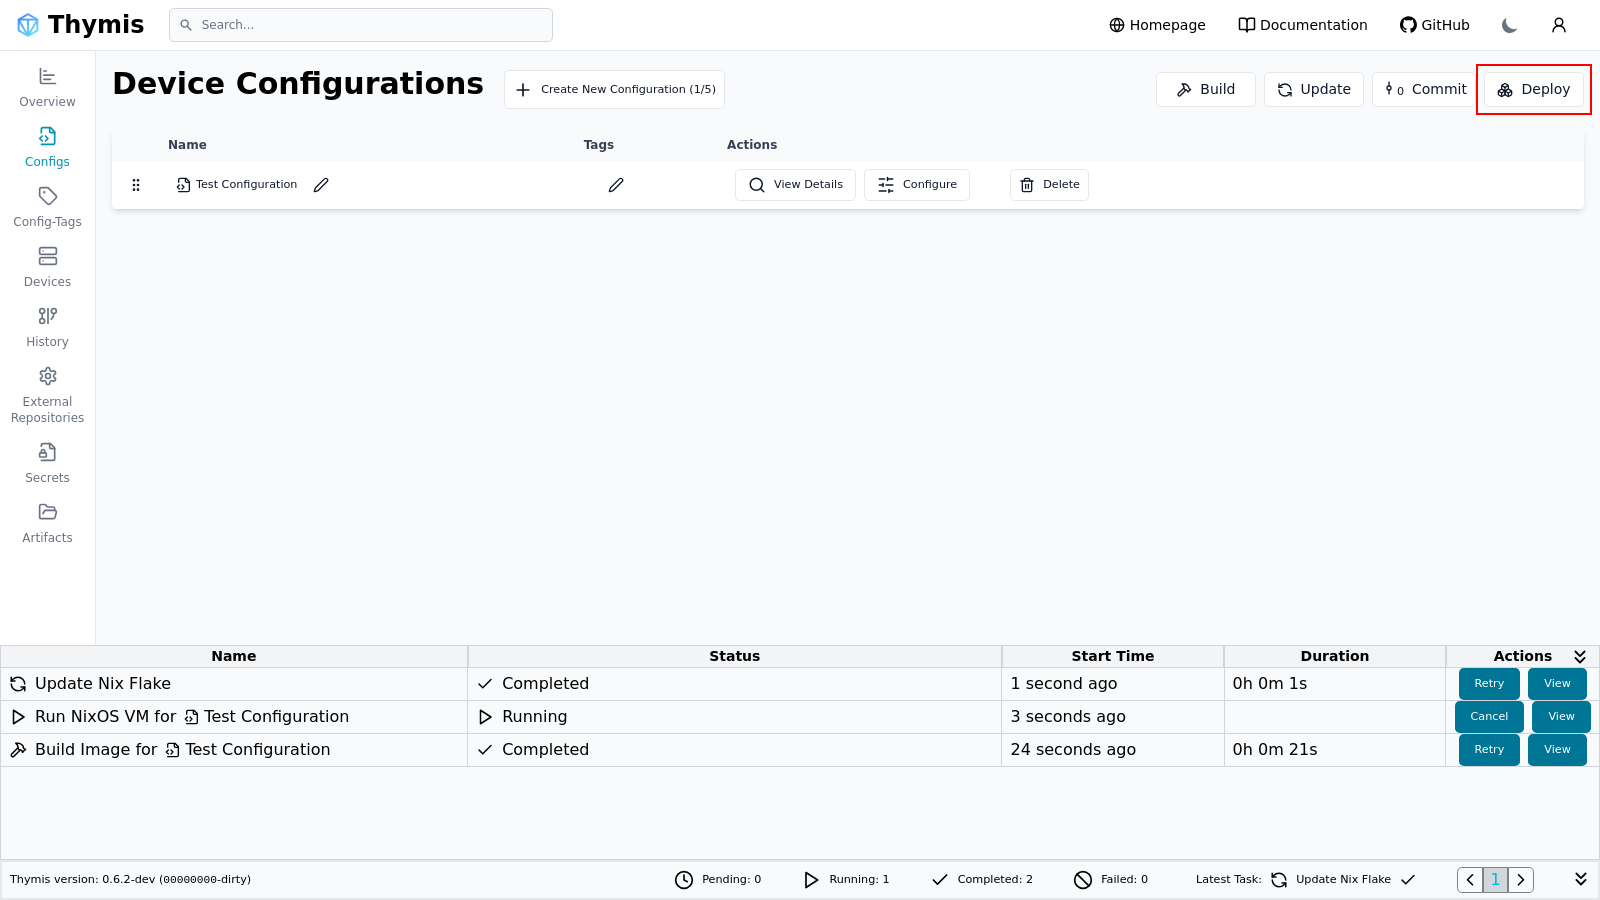 Thymis
Search...
Homepage
Documentation
GitHub
Overview
Configs
Config-Tags
Devices
History
External
Repositories
Secrets
Artifacts
Device Configurations
Create New Configuration (1/5)
Build
Update
0 Commit
Deploy
Name Tags Actions
Test Configuration View Details Configure Delete
Name Status Start Time Duration Actions
Update Nix Flake Completed 1 second ago 0h 0m 1s Retry View
Run NixOS VM for Test Configuration Running 3 seconds ago Cancel View
Build Image for Test Configuration Completed 24 seconds ago 0h 0m 21s Retry View
Thymis version: 0.6.2-dev (00000000-dirty) Pending: 0 Running: 1 Completed: 2 Failed: 0 Latest Task: Update Nix Flake 1